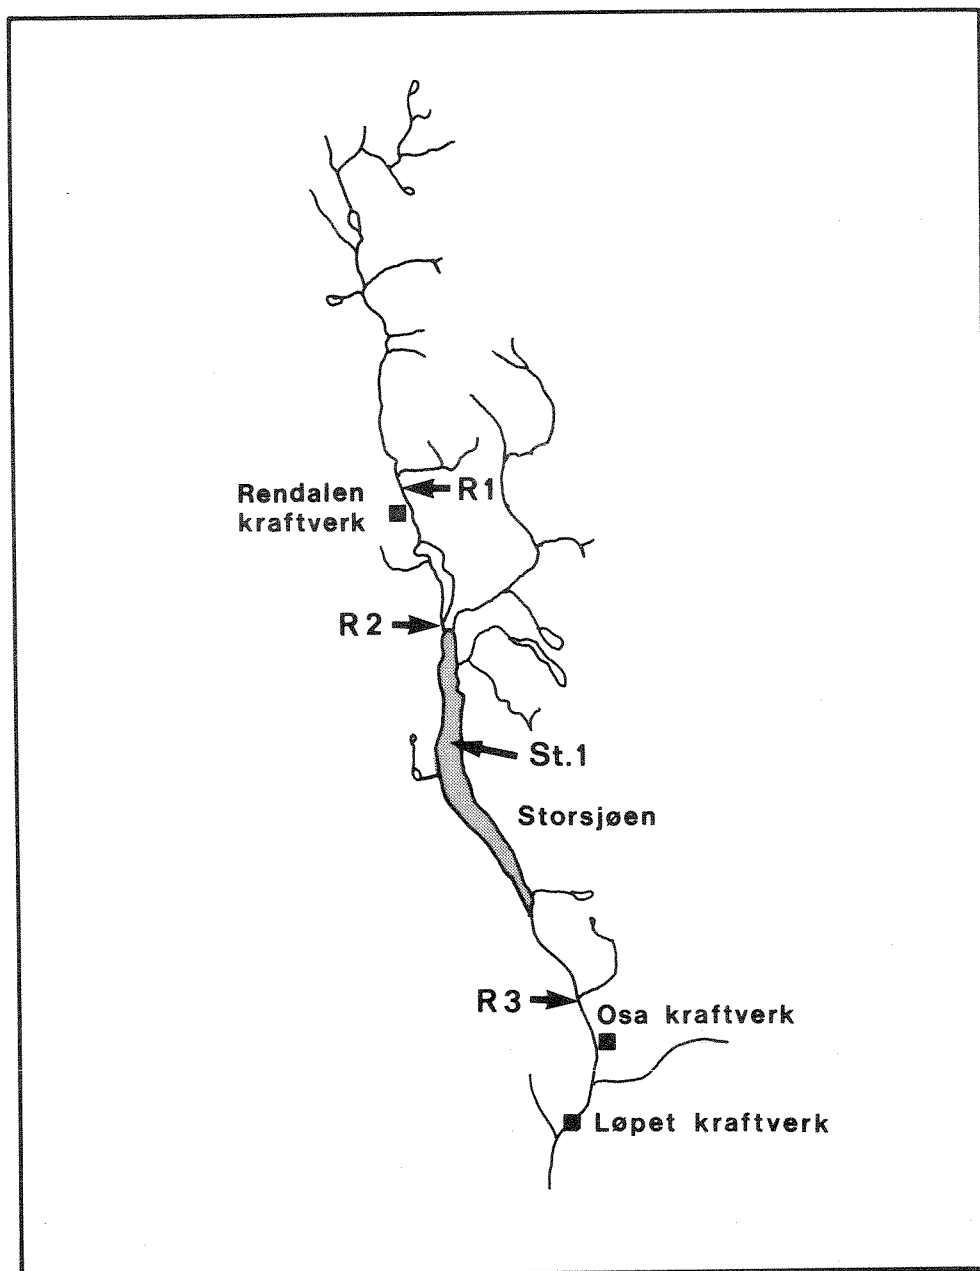 R1
Rendalen
kraftverk
R2
St.1
Storsjøen
R3
Osa kraftverk
Løpet kraftverk